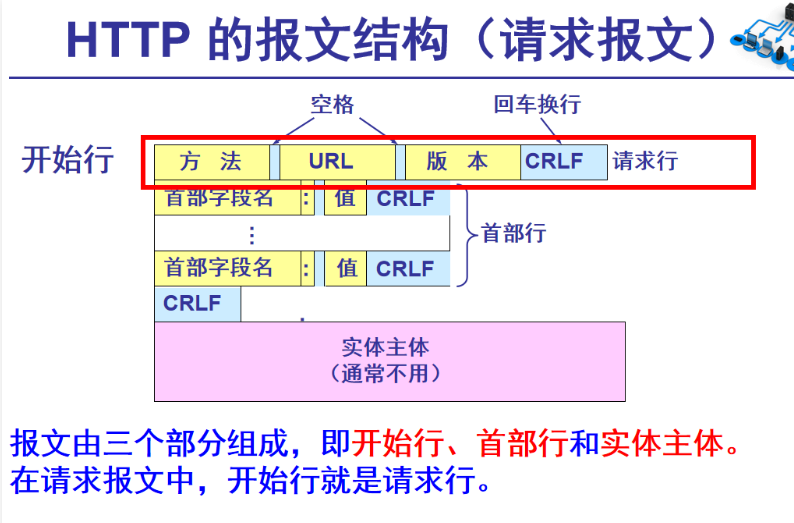 HTTP 的报文结构（请求报文）
空格 回车换行
开始行 方 法 URL 版 本 CRLF 请求行
首部字段名 : 值 CRLF
⋮ 首部行
首部字段名 : 值 CRLF
CRLF
实体主体
（通常不用）
报文由三个部分组成，即开始行、首部行和实体主体。
在请求报文中，开始行就是请求行。